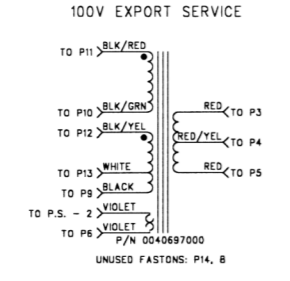 100V EXPORT SERVICE
TO P11 BLK/RED
TO P10 BLK/GRN
TO P12 BLK/YEL
RED TO P3
RED/YEL TO P4
TO P13 WHITE
RED TO P5
TO P9 BLACK
TO P.S. - 2 VIOLET
TO P6 VIOLET
P/N 0040697000
UNUSED FASTONS: P14, 8